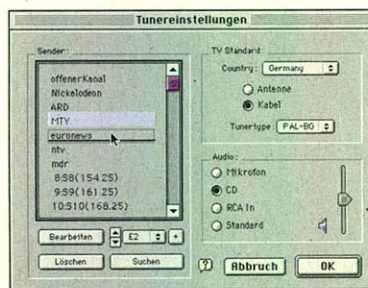 Tunereinstellungen
Sender:
offenerKanal
Nickelodeon
ARD
MTV
euronews
ntv
mdr
8:S8(154.25)
9:S9(161.25)
10:S10(168.25)
Bearbeiten
E2
+
Löschen
Suchen
TV Standard
Country: Germany
Antenne
Kabel
Tunertype: PAL-BG
Audio:
Mikrofon
CD
RCA In
Standard
?
Abbruch
OK